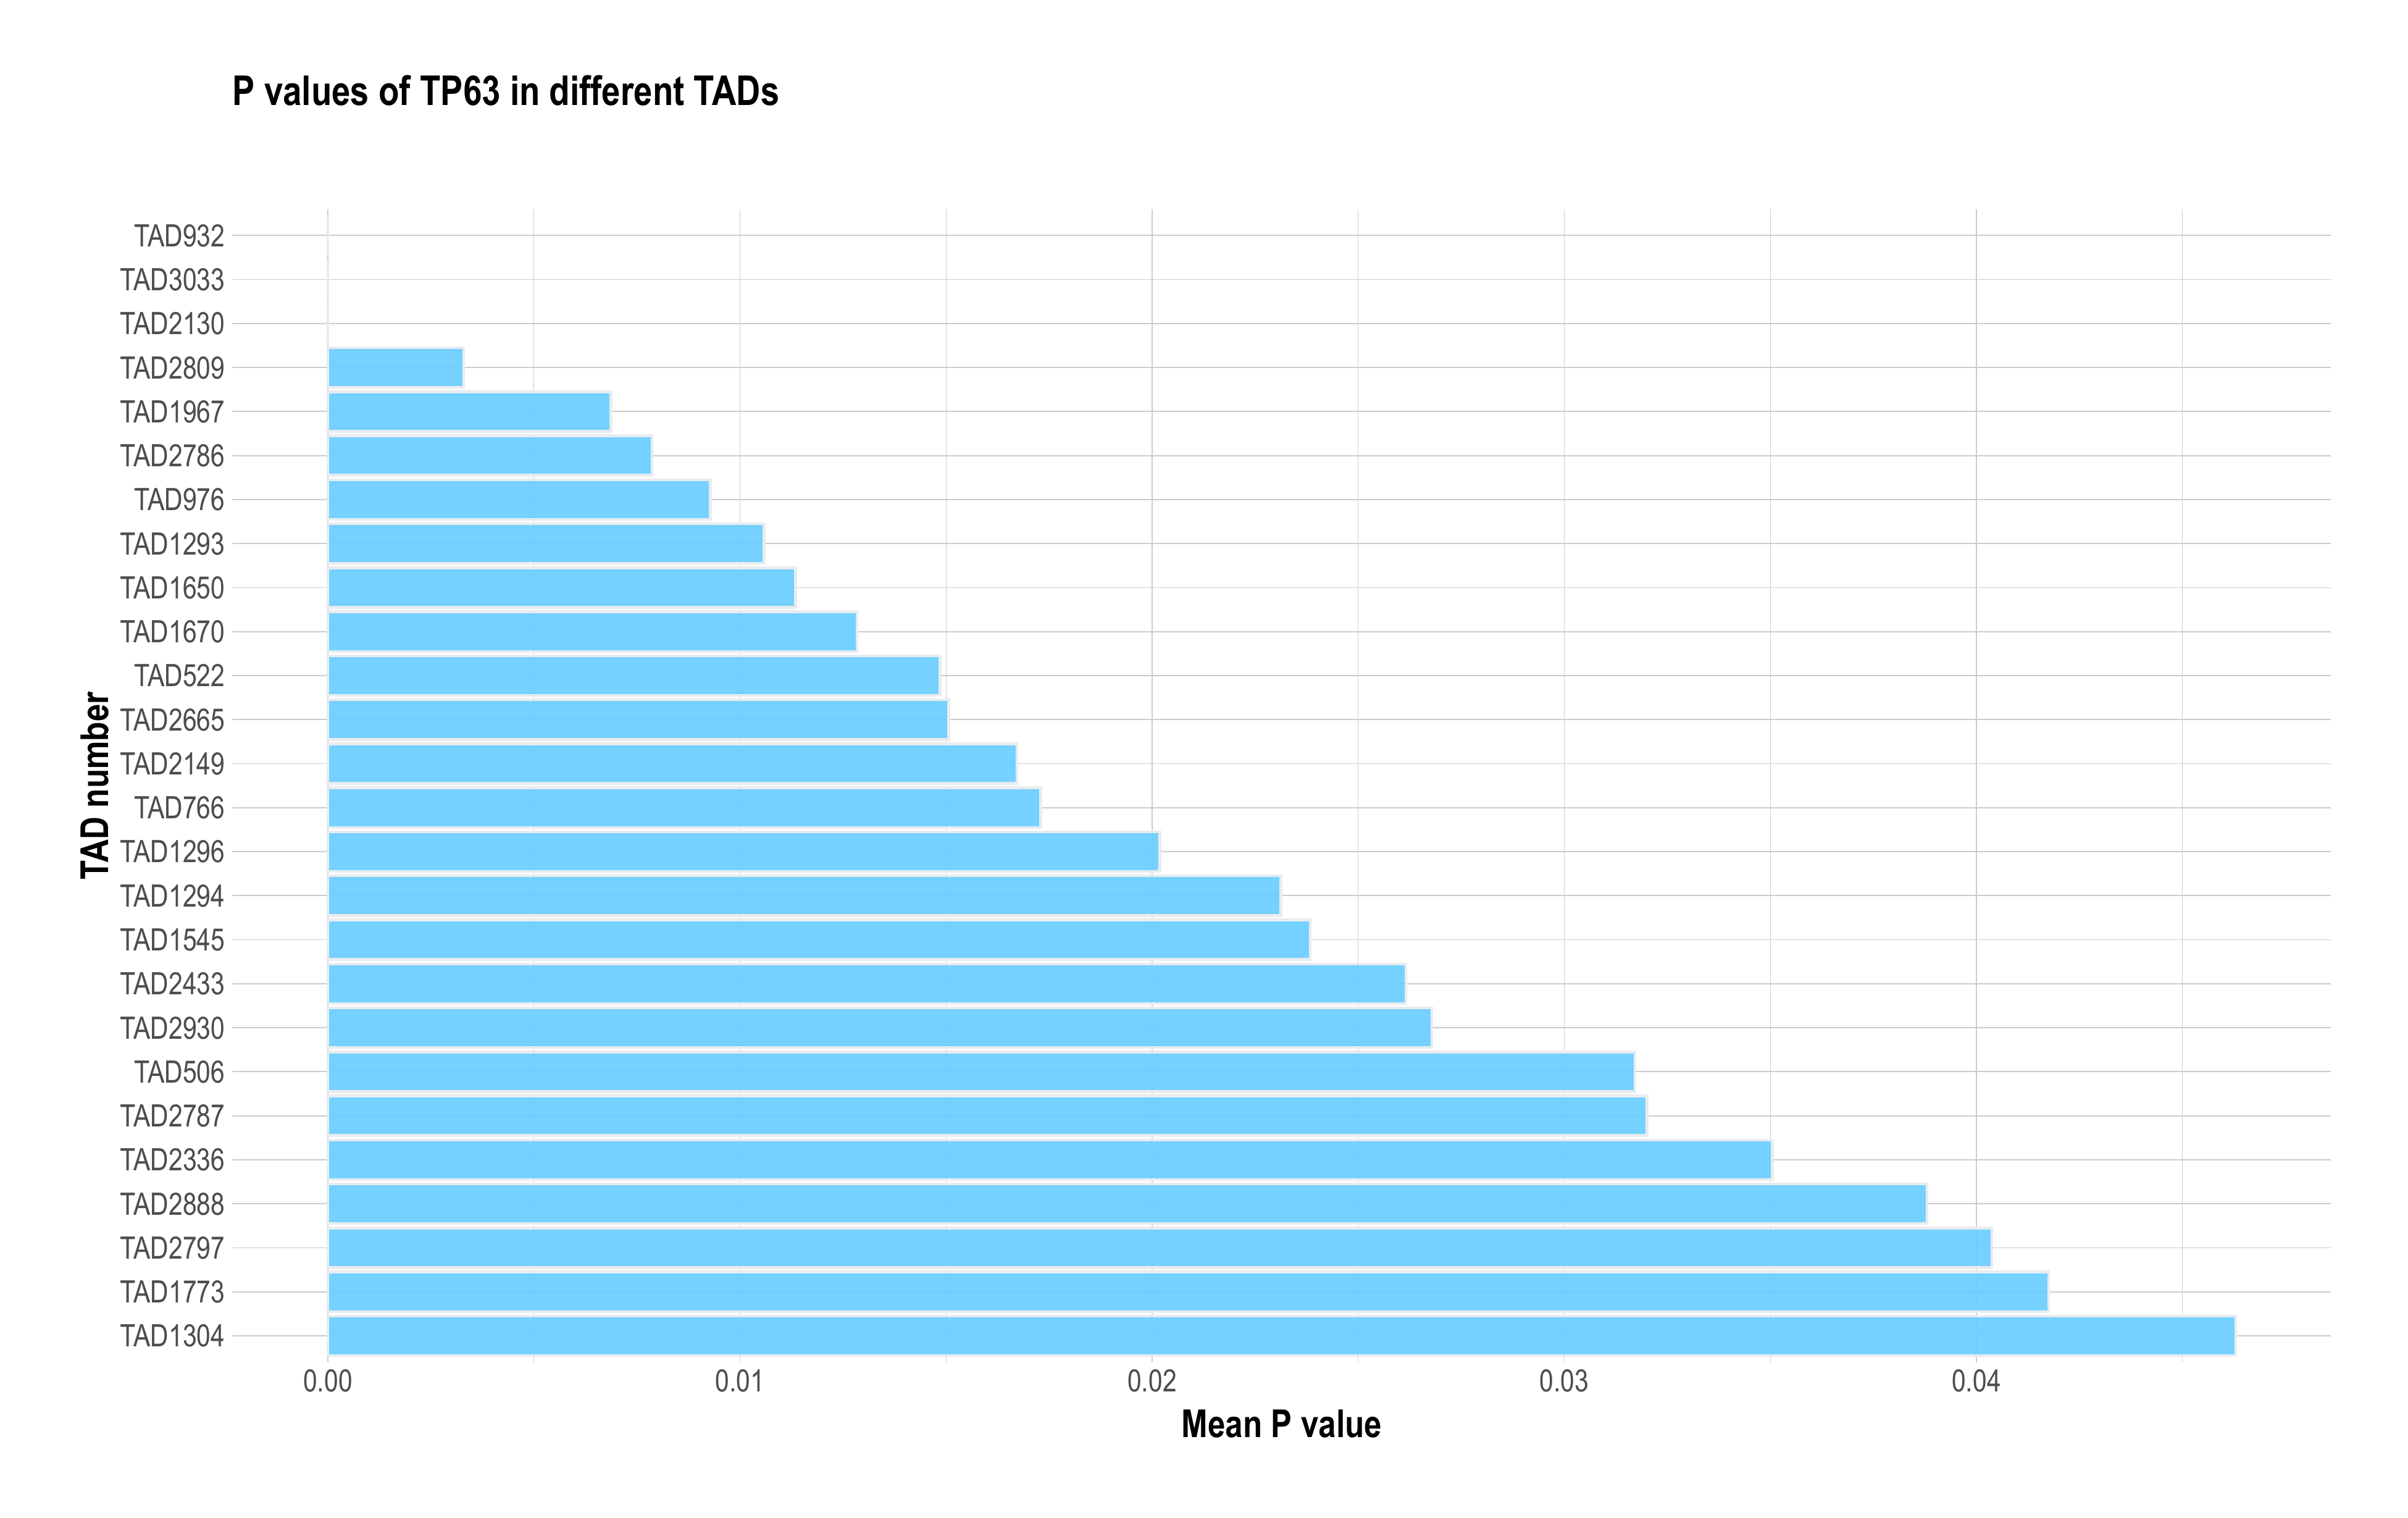 P values of TP63 in different TADs
TAD number
TAD932
TAD3033
TAD2130
TAD2809
TAD1967
TAD2786
TAD976
TAD1293
TAD1650
TAD1670
TAD522
TAD2665
TAD2149
TAD766
TAD1296
TAD1294
TAD1545
TAD2433
TAD2930
TAD506
TAD2787
TAD2336
TAD2888
TAD2797
TAD1773
TAD1304
0.00 0.01 0.02 0.03 0.04
Mean P value